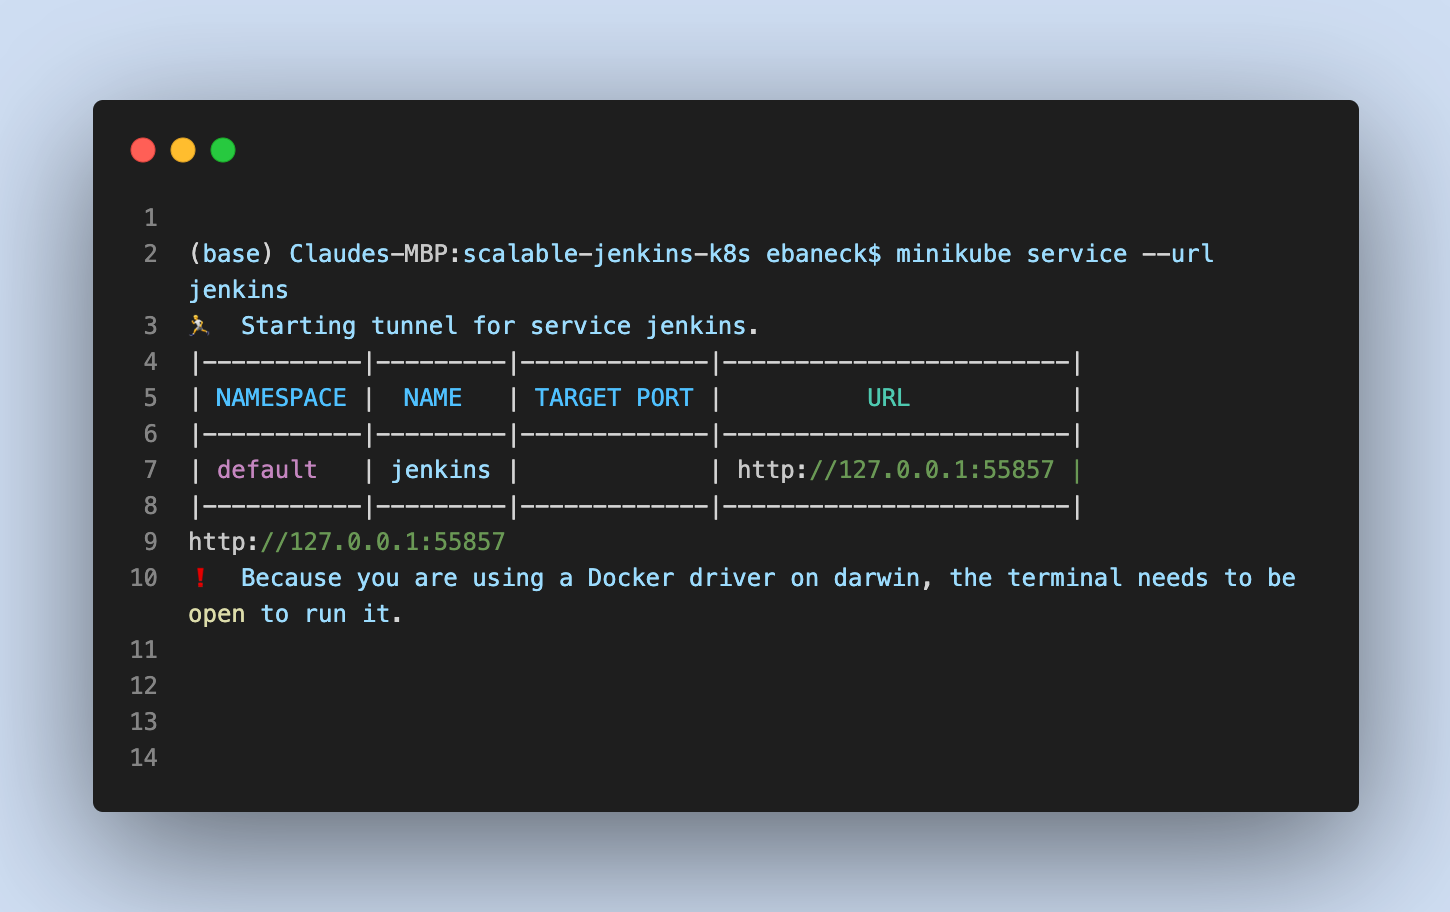 1
2 (base) Claudes-MBP:scalable-jenkins-k8s ebaneck$ minikube service --url
jenkins
3 🏃  Starting tunnel for service jenkins.
4 |-----------|---------|-------------|------------------------|
5 | NAMESPACE |  NAME   | TARGET PORT |          URL           |
6 |-----------|---------|-------------|------------------------|
7 | default   | jenkins |             | http://127.0.0.1:55857 |
8 |-----------|---------|-------------|------------------------|
9 http://127.0.0.1:55857
10 ❗  Because you are using a Docker driver on darwin, the terminal needs to be
open to run it.
11
12
13
14